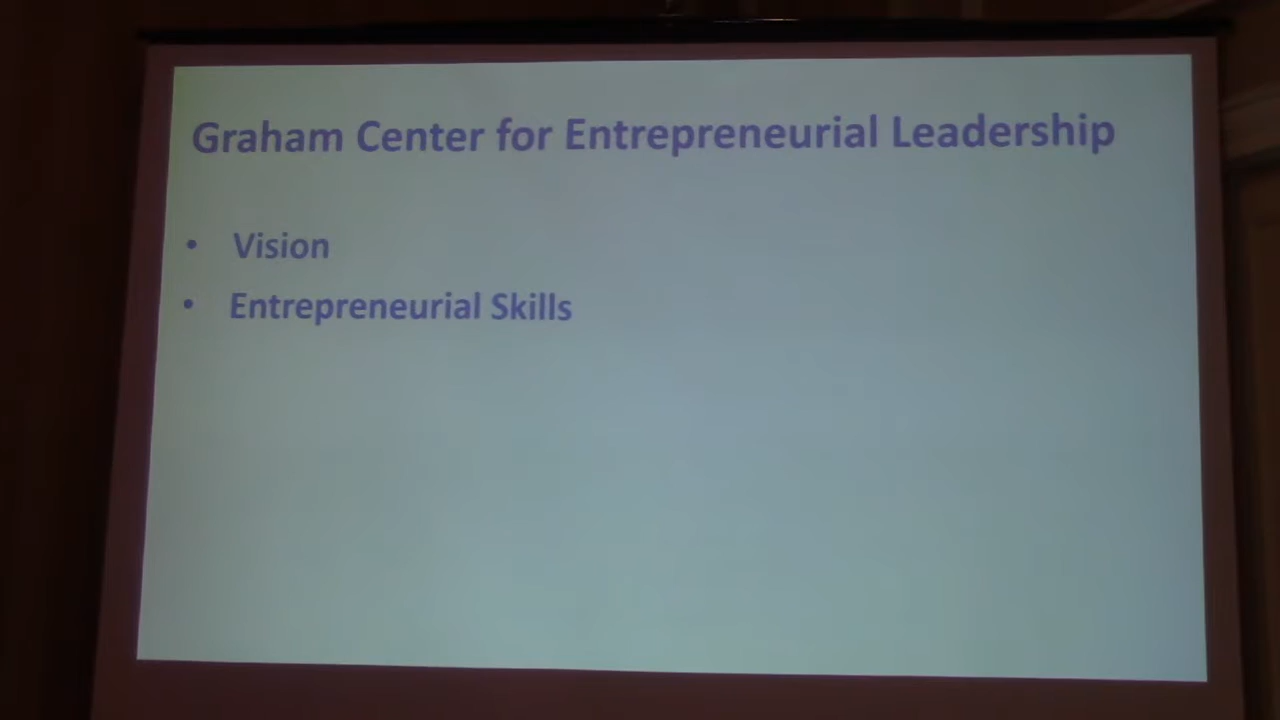 Graham Center for Entrepreneurial Leadership
• Vision
• Entrepreneurial Skills